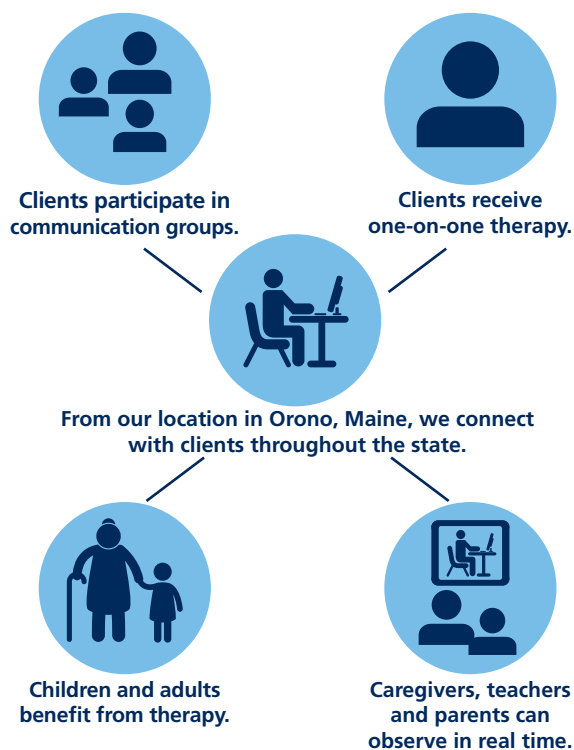 Clients participate in
communication groups.
Clients receive
one-on-one therapy.
From our location in Orono, Maine, we connect
with clients throughout the state.
Children and adults
benefit from therapy.
Caregivers, teachers
and parents can
observe in real time.